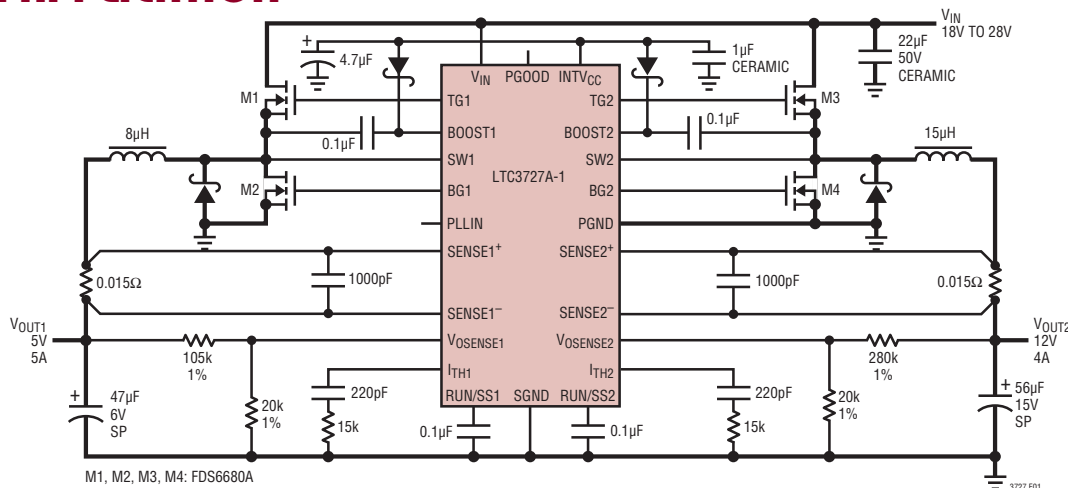 VIN
18V TO 28V
+
4.7µF
1µF
CERAMIC
22µF
50V
CERAMIC
VIN PGOOD INTVCC
M1
TG1
TG2
M3
0.1µF
BOOST1
BOOST2
0.1µF
8µH
15µH
SW1
SW2
LTC3727A-1
M2
BG1
BG2
M4
PLLIN
PGND
SENSE1+
SENSE2+
0.015Ω
1000pF
1000pF
0.015Ω
SENSE1–
SENSE2–
VOUT1
5V
5A
105k
1%
VOSENSE1
VOSENSE2
280k
1%
VOUT2
12V
4A
ITH1
ITH2
+
47µF
6V
SP
20k
1%
220pF
15k
RUN/SS1 SGND RUN/SS2
0.1µF
0.1µF
220pF
15k
20k
1%
+
56µF
15V
SP
M1, M2, M3, M4: FDS6680A
3727 F01